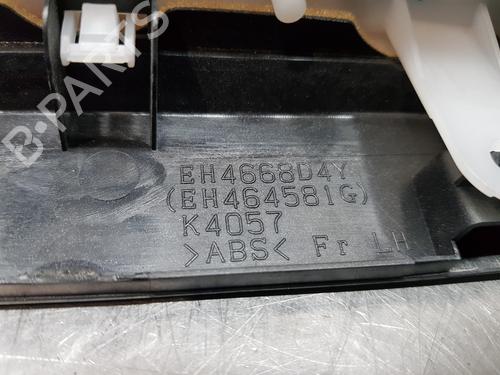 B-PARTS
EH4668D4Y
(EH464581G)
K4057
>ABS< Fr LH